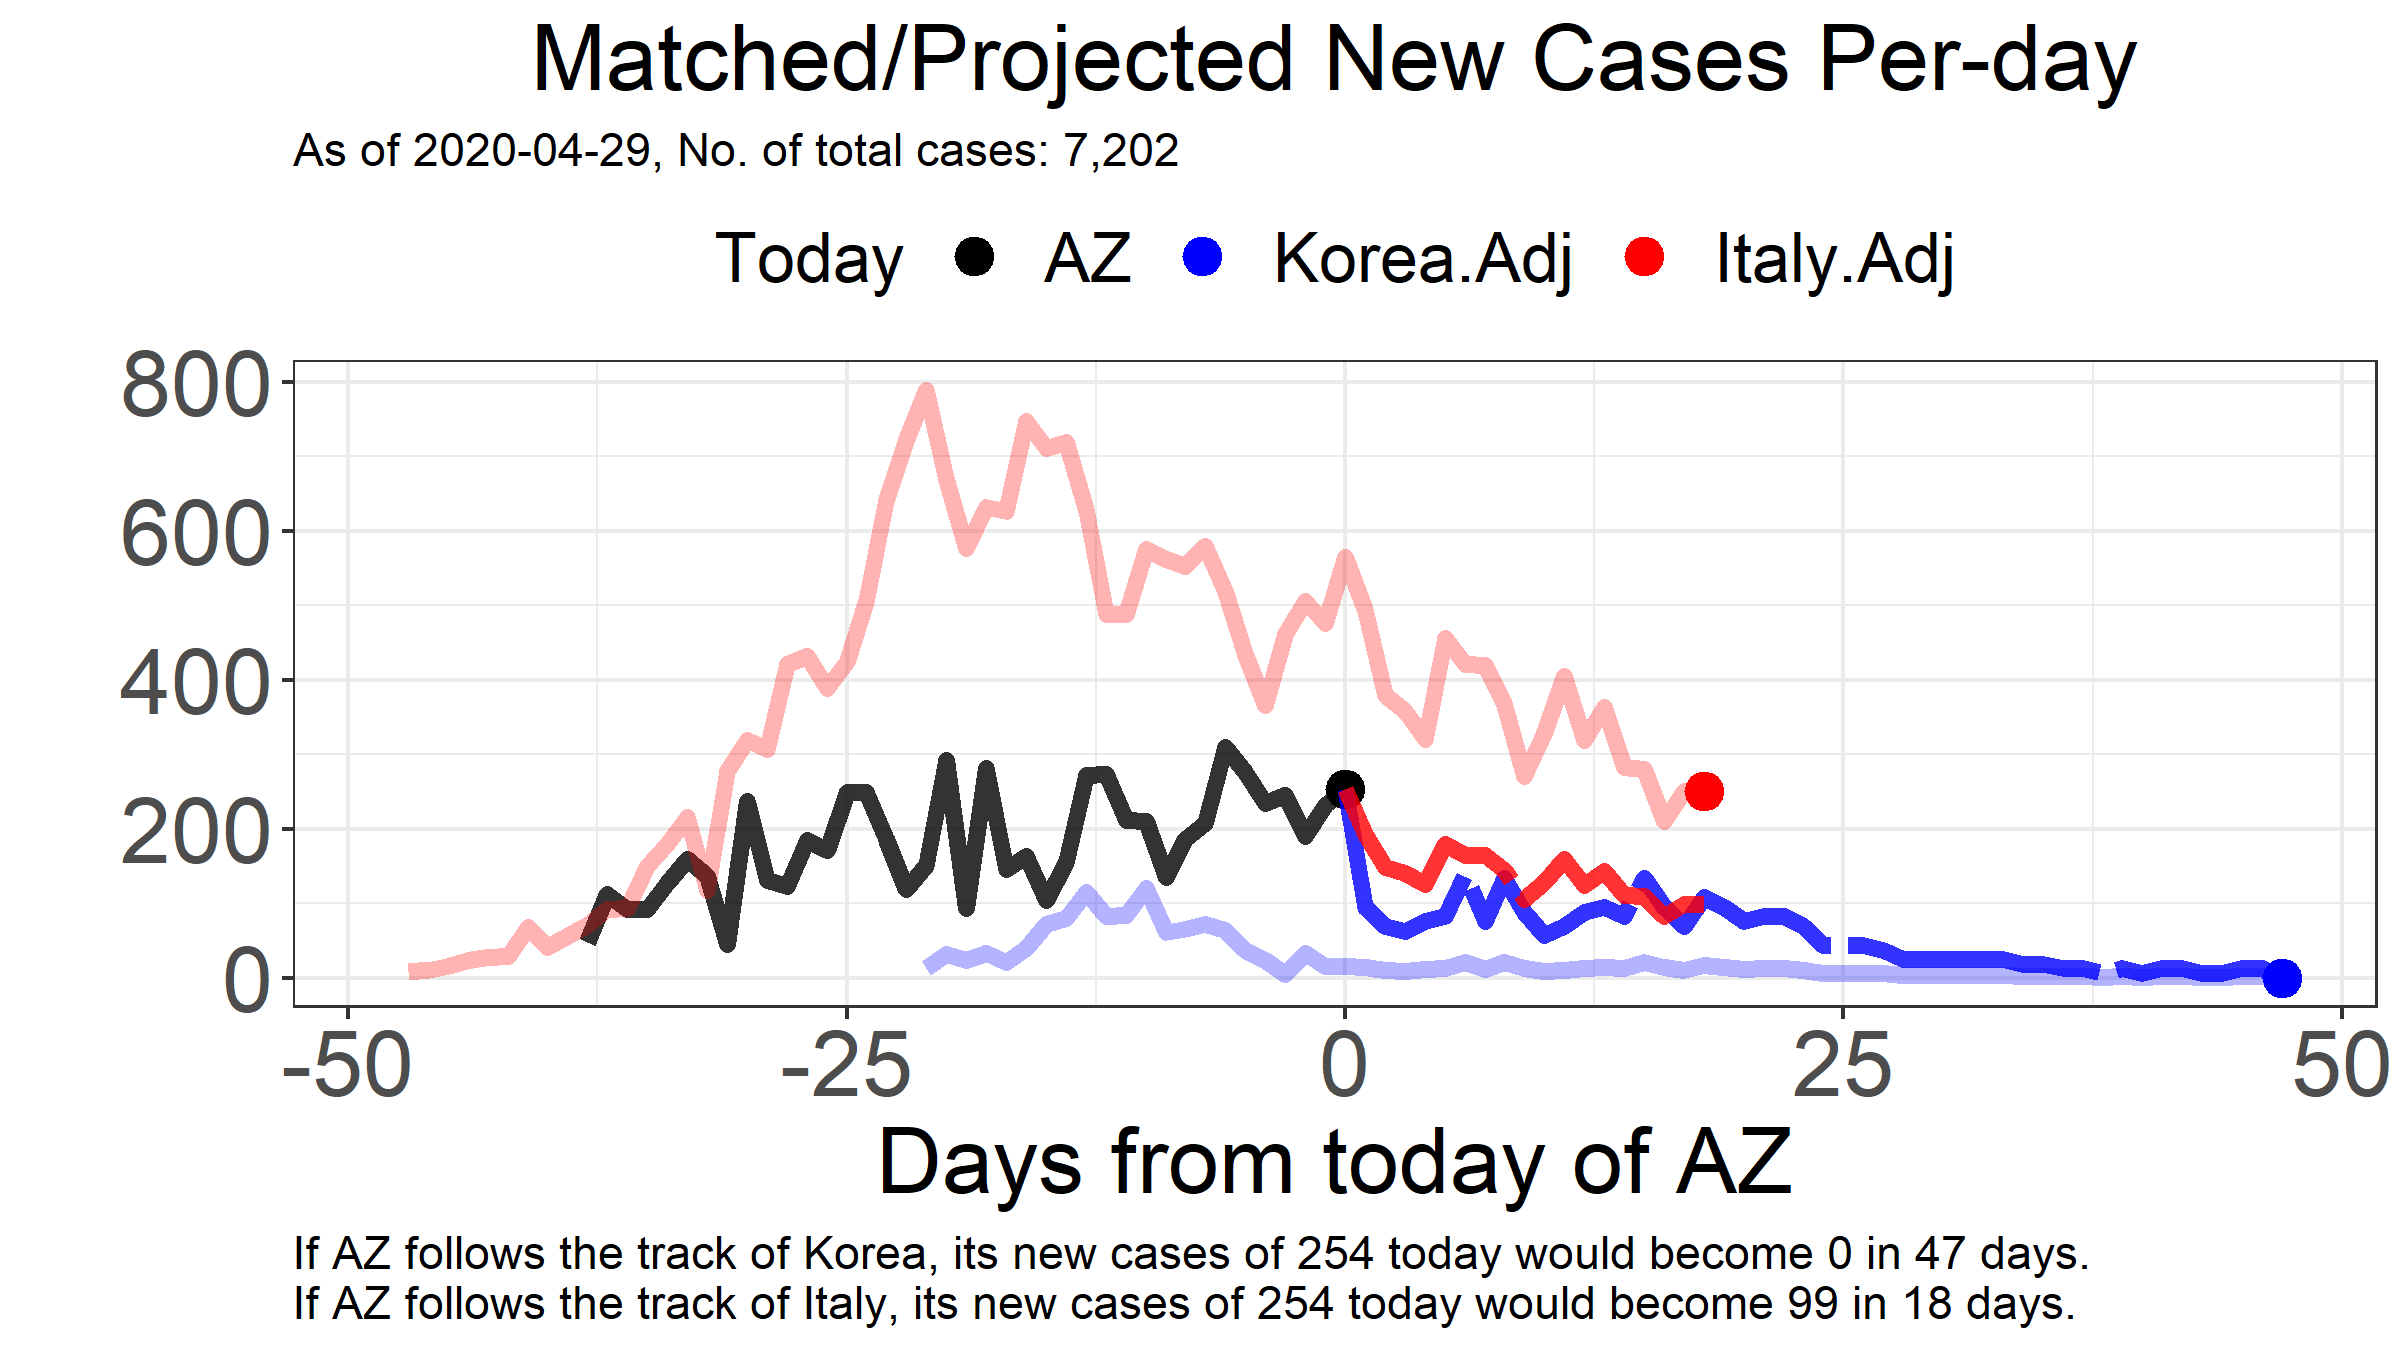 Matched/Projected New Cases Per-day
As of 2020-04-29, No. of total cases: 7,202
Today AZ Korea.Adj Italy.Adj
800
600
400
200
0
-50 -25 0 25 50
Days from today of AZ
If AZ follows the track of Korea, its new cases of 254 today would become 0 in 47 days.
If AZ follows the track of Italy, its new cases of 254 today would become 99 in 18 days.